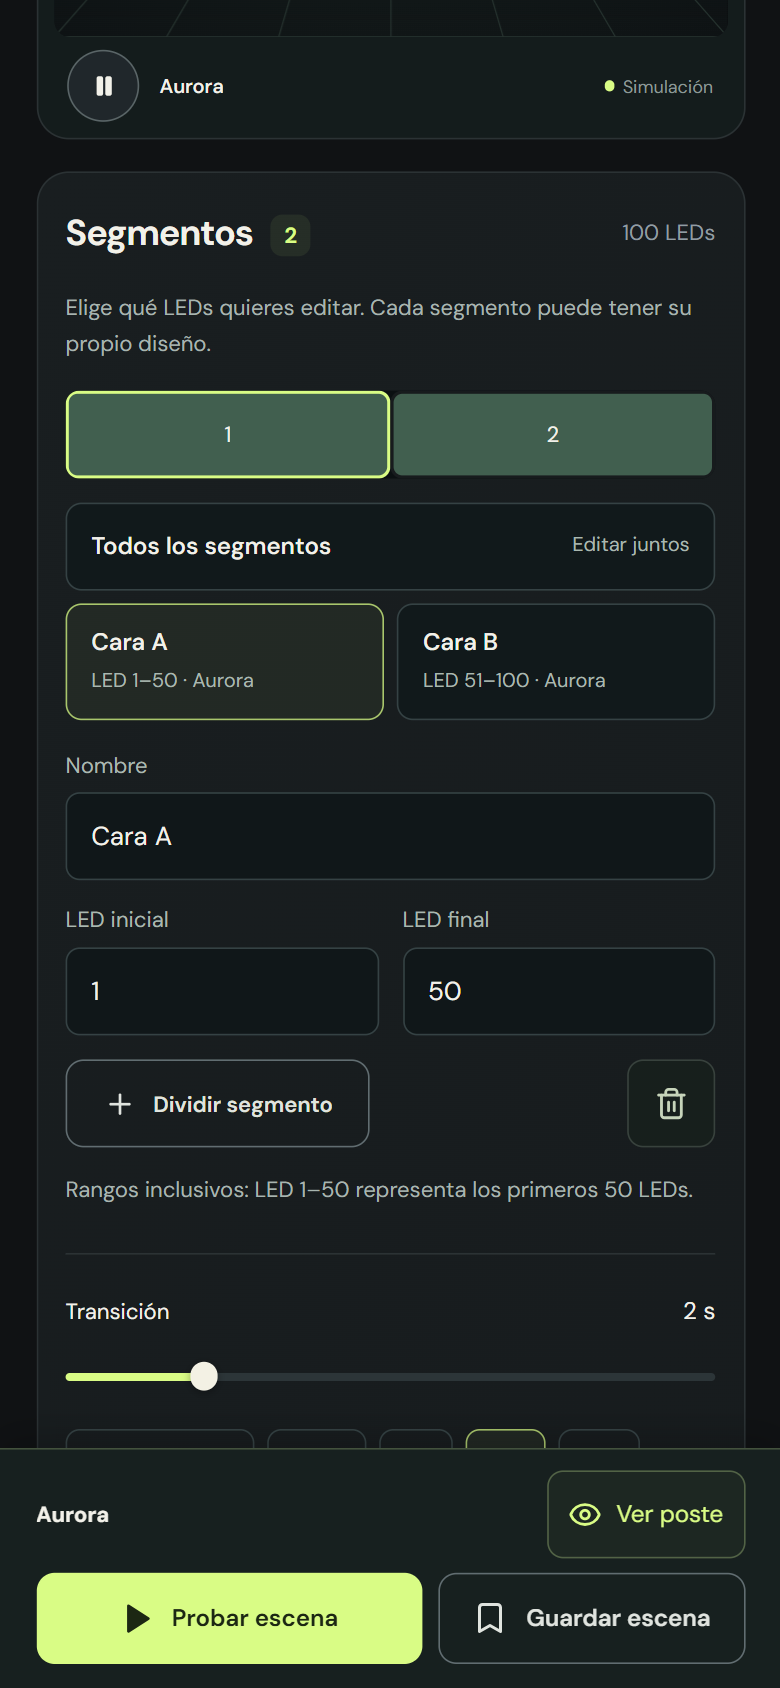 Aurora
Simulación
Segmentos 2
100 LEDs
Elige qué LEDs quieres editar. Cada segmento puede tener su
propio diseño.
1
2
Todos los segmentos
Editar juntos
Cara A
LED 1–50 · Aurora
Cara B
LED 51–100 · Aurora
Nombre
Cara A
LED inicial
LED final
1
50
Dividir segmento
Rangos inclusivos: LED 1–50 representa los primeros 50 LEDs.
Transición
2 s
Aurora
Ver poste
Probar escena
Guardar escena